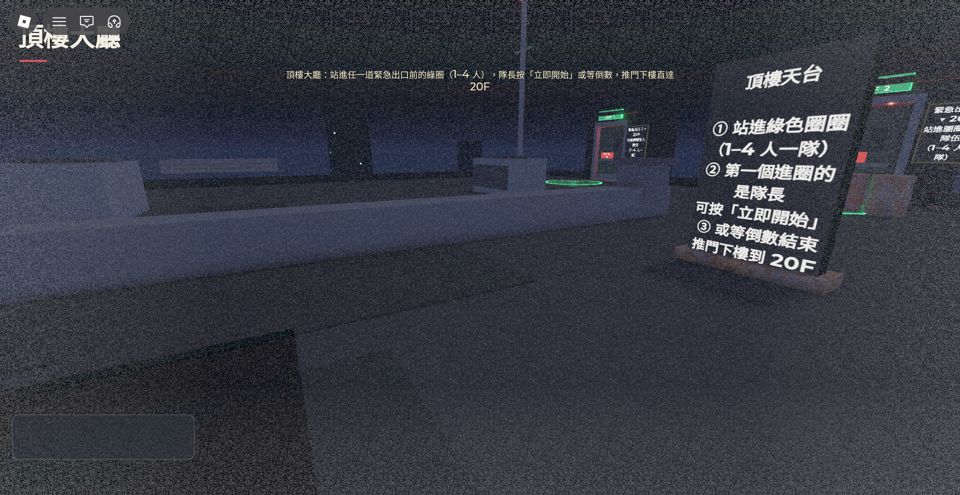 頂樓大廳
頂樓大廳：站進任一道緊急出口前的綠圈（1–4 人），隊長按「立即開始」或等倒數，推門下樓直達
20F
頂樓天台
① 站進綠色圈圈
（1–4 人一隊）
② 第一個進圈的
是隊長
可按「立即開始」
③ 或等倒數結束
推門下樓到 20F
2